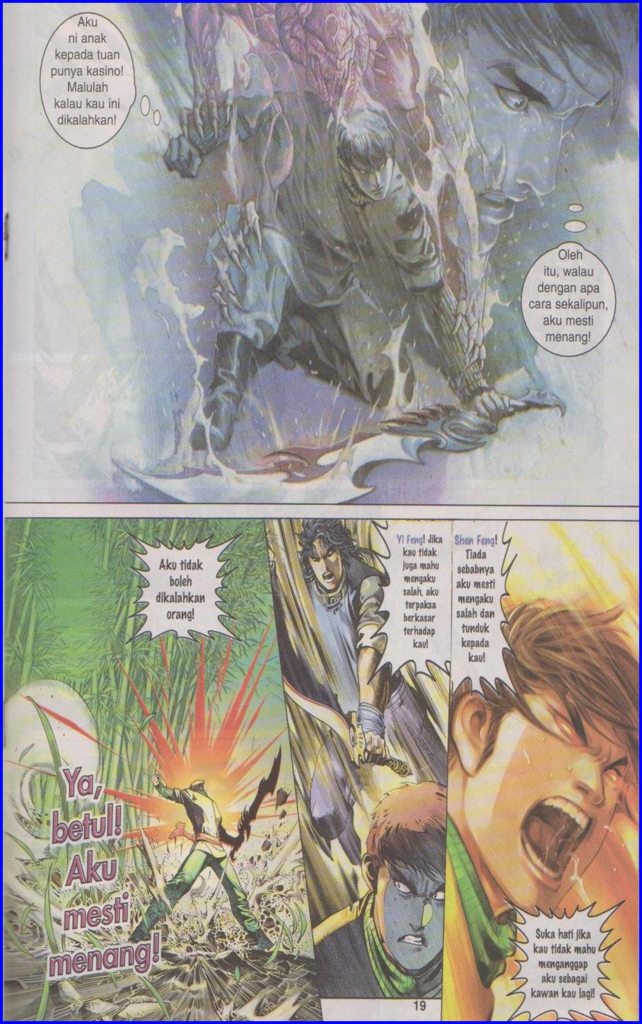 Aku
ni anak
kepada tuan
punya kasino!
Malulah
kalau kau ini
dikalahkan!
Oleh
itu, walau
dengan apa
cara sekalipun,
aku mesti
menang!
Aku tidak
boleh
dikalahkan
orang!
Ya,
betul!
Aku
mesti
menang!
Yi Feng! Jika
kau tidak
juga mahu
mengaku
salah, aku
terpaksa
berkasar
terhadap
kau!
Shen Feng!
Tiada
sebabnya
aku mesti
mengaku
salah dan
tunduk
kepada
kau!
Suka hati jika
kau tidak mahu
menganggap
aku sebagai
kawan kau lagi!
19